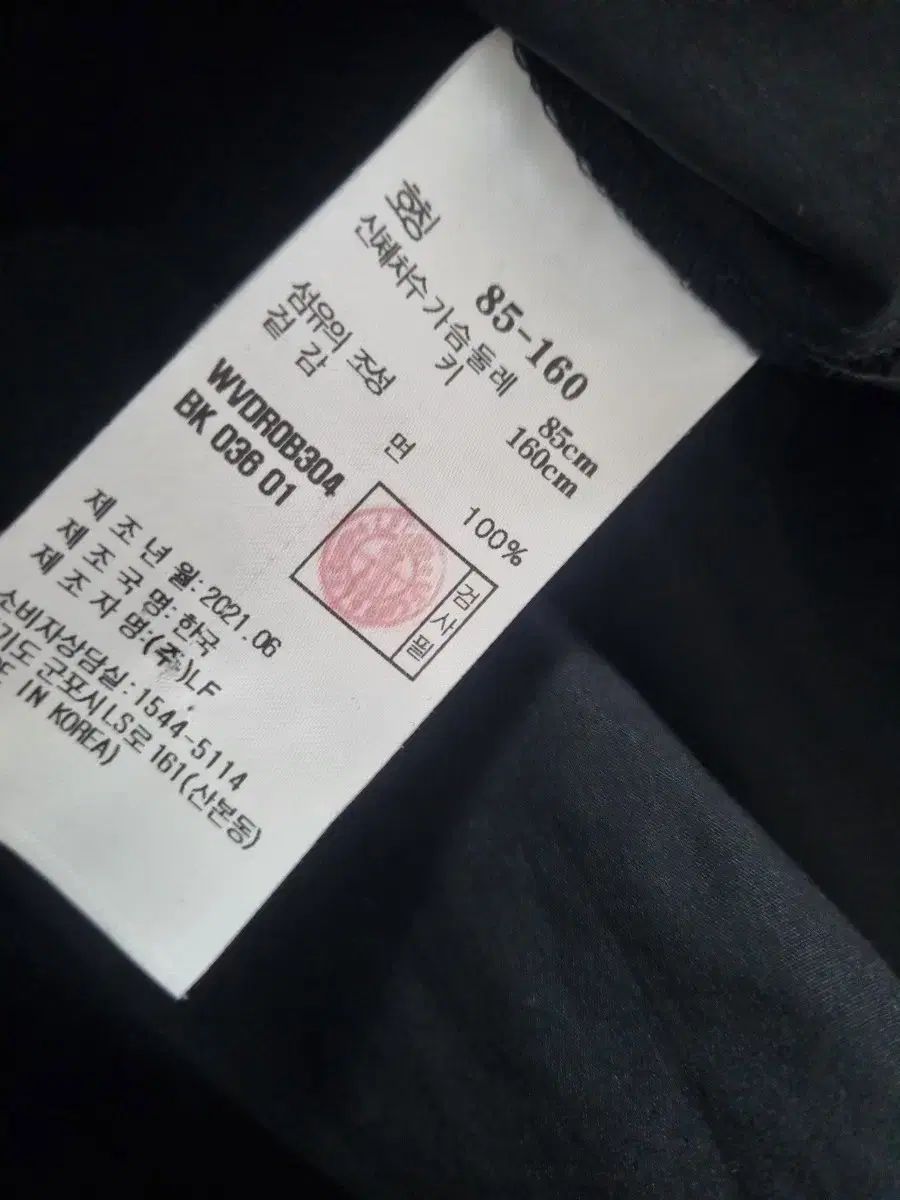 호칭 85-160
신체치수 가슴둘레 85cm
키 160cm
섬유의 조성
겉 감 면 100%
WVDROB304
BK 036 01
검사필
제 조 년 월: 2021.06
제 조 국 명: 한국
제 조 자 명:(주)LF
소비자상담실: 1544-5114
기도 군포시LS로 161(산본동)
IN KOREA)